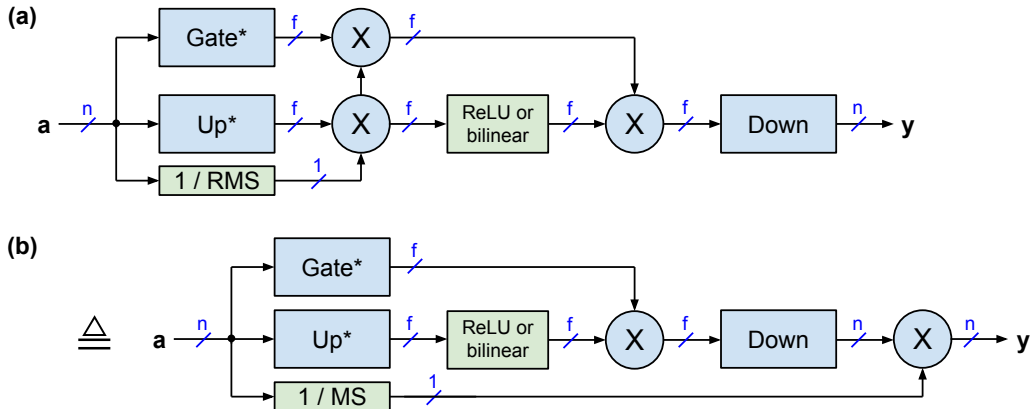 (a)
Gate*
f
X
f
a
n
Up*
f
X
f
ReLU or
bilinear
f
X
f
Down
n
y
1 / RMS
1
(b)
Gate*
f
≜
a
n
Up*
f
ReLU or
bilinear
f
X
f
Down
n
X
n
y
1 / MS
1